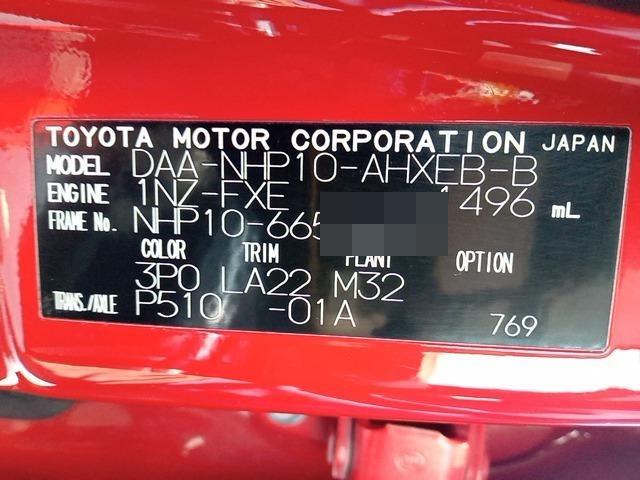 TOYOTA MOTOR CORPORATION JAPAN
MODEL DAA-NHP10-AHXEB-B
ENGINE 1NZ-FXE 1496 mL
FRAME No. NHP10-665
COLOR TRIM PLANT OPTION
3P0 LA22 M32
TRANS./AXLE P510 -01A 769